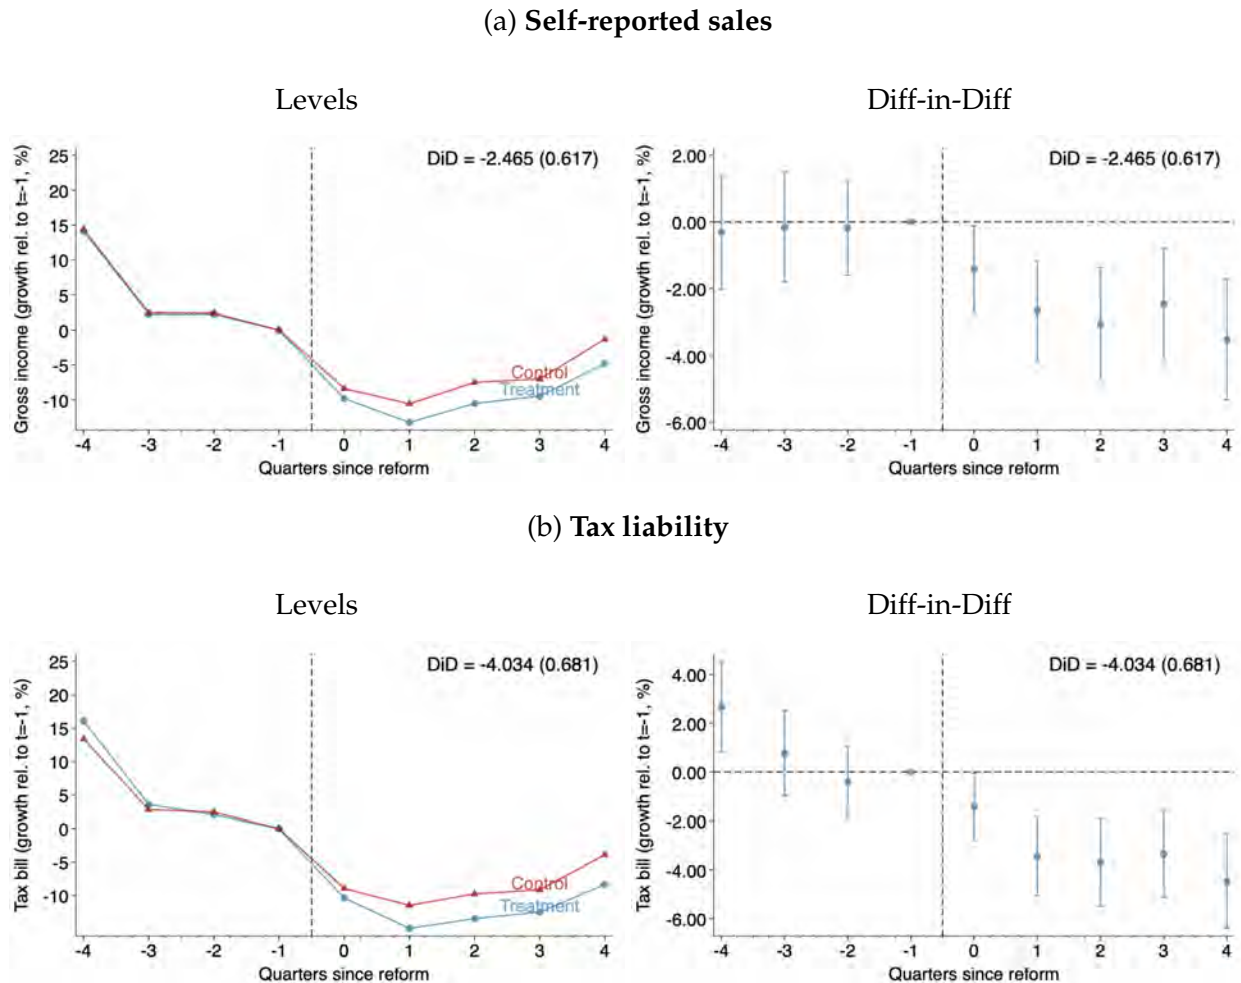 (a) Self-reported sales
Levels
Diff-in-Diff
Gross income (growth rel. to t=-1, %)
25
20
15
10
5
0
-5
-10
DiD = -2.465 (0.617)
Control
Treatment
-4 -3 -2 -1 0 1 2 3 4
Quarters since reform
Gross income (growth rel. to t=-1, %)
2.00
0.00
-2.00
-4.00
-6.00
DiD = -2.465 (0.617)
-4 -3 -2 -1 0 1 2 3 4
Quarters since reform
(b) Tax liability
Levels
Diff-in-Diff
Tax bill (growth rel. to t=-1, %)
25
20
15
10
5
0
-5
-10
DiD = -4.034 (0.681)
Control
Treatment
-4 -3 -2 -1 0 1 2 3 4
Quarters since reform
Tax bill (growth rel. to t=-1, %)
4.00
2.00
0.00
-2.00
-4.00
-6.00
DiD = -4.034 (0.681)
-4 -3 -2 -1 0 1 2 3 4
Quarters since reform